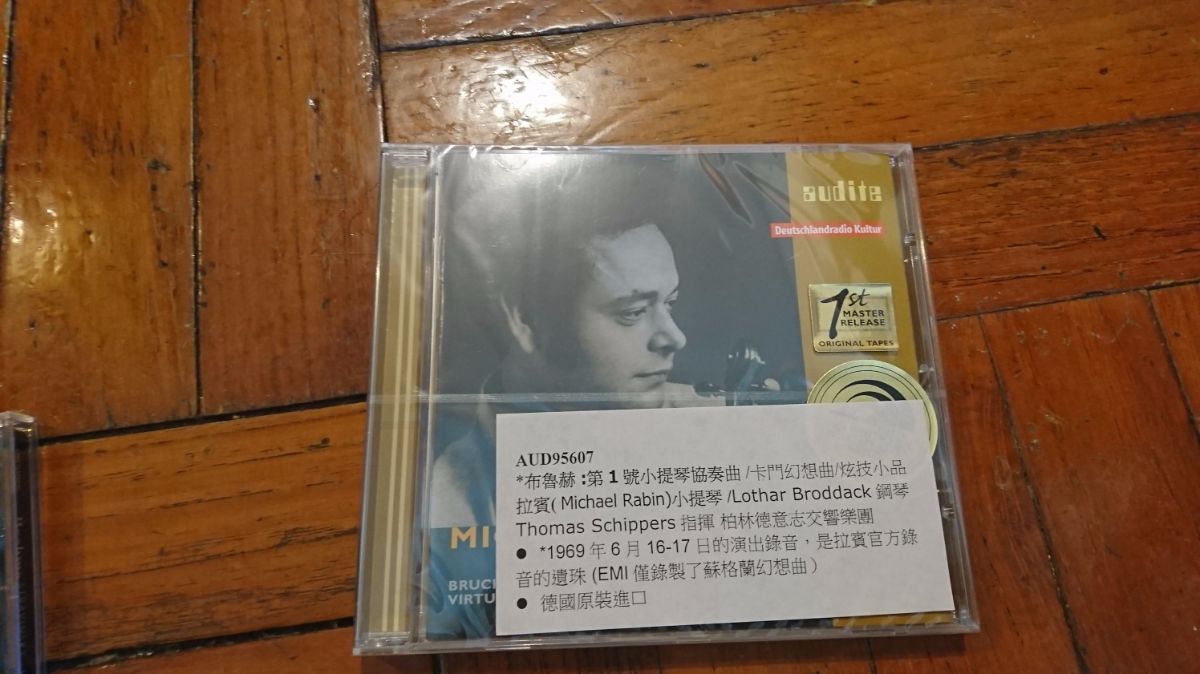 audite
Deutschlandradio Kultur
1st
MASTER
RELEASE
ORIGINAL TAPES
AUD95607
*布魯赫 :第 1 號小提琴協奏曲 /卡門幻想曲/炫技小品
拉賓( Michael Rabin)小提琴 /Lothar Broddack 鋼琴
Thomas Schippers 指揮 柏林德意志交響樂團
● *1969 年 6 月 16-17 日的演出錄音，是拉賓官方錄
音的遺珠 (EMI 僅錄製了蘇格蘭幻想曲）
● 德國原裝進口
MI
BRUC
VIRTU